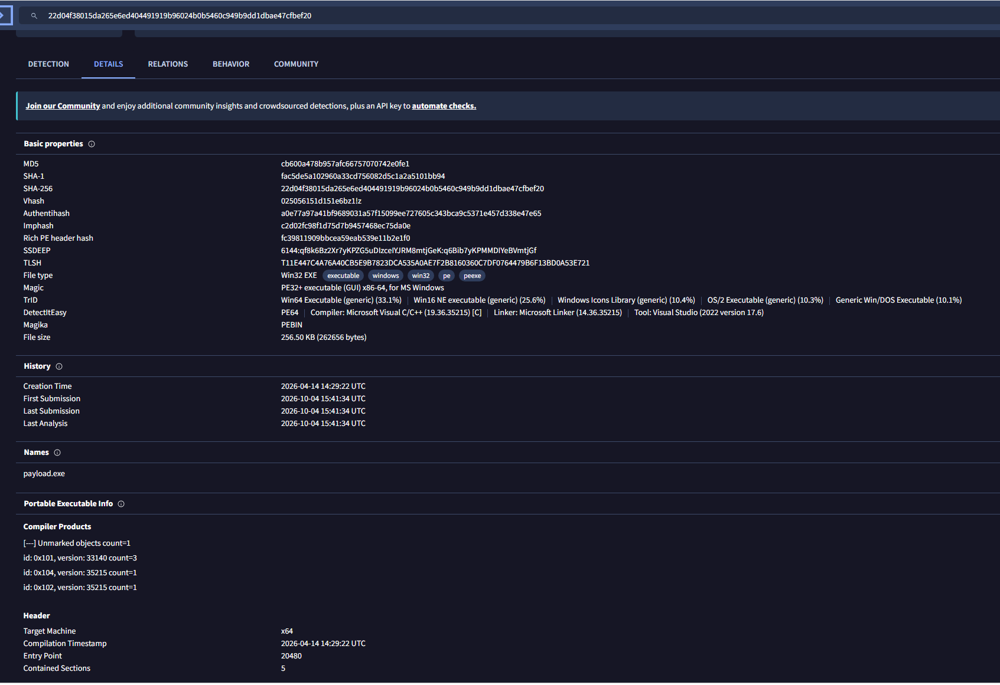 22d04f38015da265e6ed404491919b96024b0b5460c949b9dd1dbae47cfbef20
DETECTION DETAILS RELATIONS BEHAVIOR COMMUNITY
Join our Community and enjoy additional community insights and crowdsourced detections, plus an API key to automate checks.
Basic properties
MD5 cb600a478b957afc66757070742e0fe1
SHA-1 fac5de5a102960a33cd756082d5c1a2a5101bb94
SHA-256 22d04f38015da265e6ed404491919b96024b0b5460c949b9dd1dbae47cfbef20
Vhash 025056151d151e6bz1!z
Authentihash a0e77a97a41bf9689031a57f15099ee727605c343bca9c5371e457d338e47e65
Imphash c2d02fc98f1d75d7b9457468ec75da0e
Rich PE header hash fc39811909bbcea59eab539e11b2e1f0
SSDEEP 6144:qf8k6Bz2Xr7yKPZG5uDIzceIYJRM8mtjGeK:q6Bib7yKPMMDIYeBVmtjGf
TLSH T11E447C4A76A40CB5E9B7823DCA535A0AE7F2B8160360C7DF0764479B6F13BD0A53E721
File type Win32 EXE executable windows win32 pe peexe
Magic PE32+ executable (GUI) x86-64, for MS Windows
TrID Win64 Executable (generic) (33.1%) Win16 NE executable (generic) (25.6%) Windows Icons Library (generic) (10.4%) OS/2 Executable (generic) (10.3%) Generic Win/DOS Executable (10.1%)
DetectItEasy PE64 Compiler: Microsoft Visual C/C++ (19.36.35215) [C] Linker: Microsoft Linker (14.36.35215) Tool: Visual Studio (2022 version 17.6)
Magika PEBIN
File size 256.50 KB (262656 bytes)
History
Creation Time 2026-04-14 14:29:22 UTC
First Submission 2026-10-04 15:41:34 UTC
Last Submission 2026-10-04 15:41:34 UTC
Last Analysis 2026-10-04 15:41:34 UTC
Names
payload.exe
Portable Executable Info
Compiler Products
[---] Unmarked objects count=1
id: 0x101, version: 33140 count=3
id: 0x104, version: 35215 count=1
id: 0x102, version: 35215 count=1
Header
Target Machine x64
Compilation Timestamp 2026-04-14 14:29:22 UTC
Entry Point 20480
Contained Sections 5